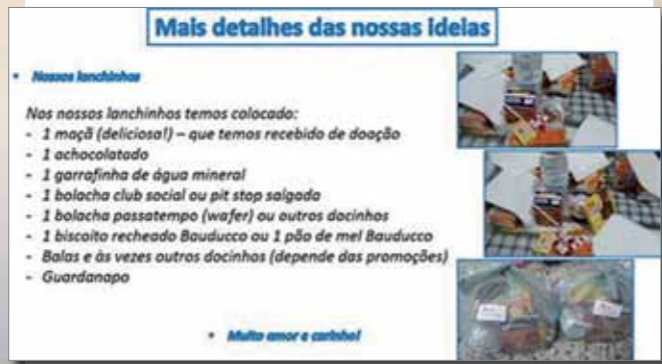 Mais detalhes das nossas ideias
• Nossos lanchinhos
Nos nossos lanchinhos temos colocado:
- 1 maçã (deliciosa!) – que temos recebido de doação
- 1 achocolatado
- 1 garrafinha de água mineral
- 1 bolacha club social ou pit stop salgada
- 1 bolacha passatempo (wafer) ou outros docinhos
- 1 biscoito recheado Bauducco ou 1 pão de mel Bauducco
- Balas e às vezes outros docinhos (depende das promoções)
- Guardanapo
• Muito amor e carinho!